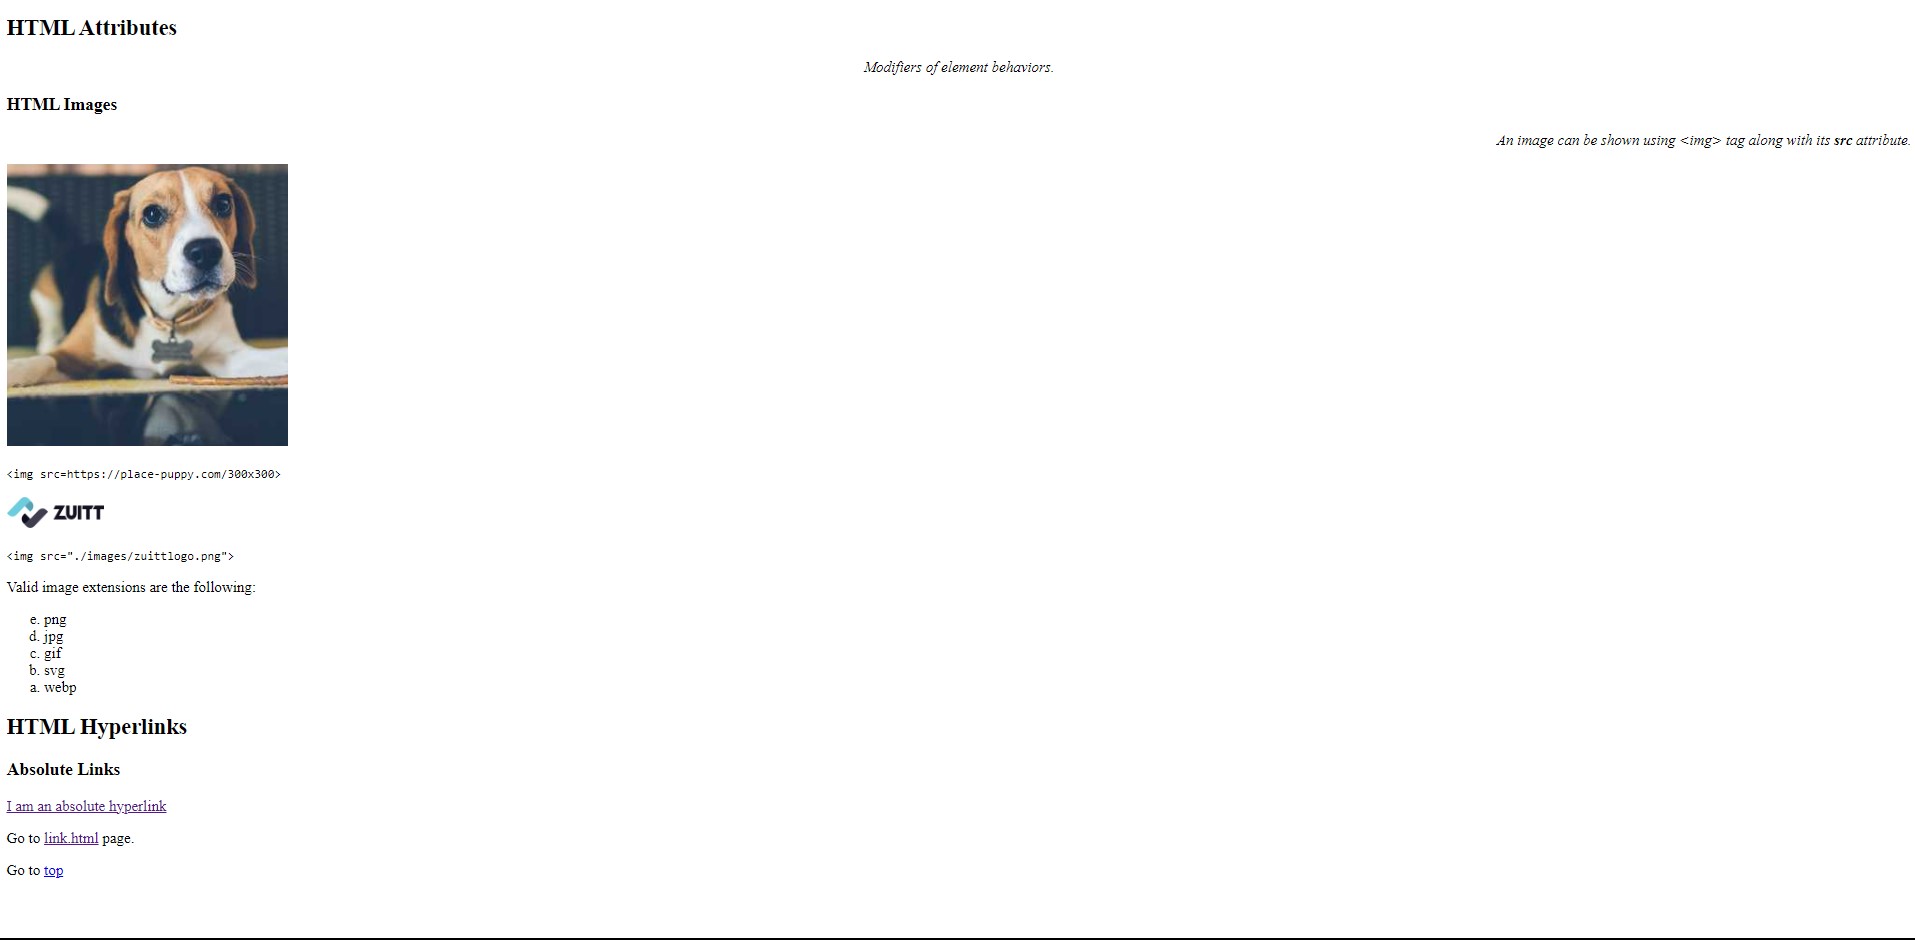 HTML Attributes
Modifiers of element behaviors.
HTML Images
An image can be shown using <img> tag along with its src attribute.
<img src=https://place-puppy.com/300x300>
ZUITT
<img src="./images/zuittlogo.png">
Valid image extensions are the following:
e. png
d. jpg
c. gif
b. svg
a. webp
HTML Hyperlinks
Absolute Links
I am an absolute hyperlink
Go to link.html page.
Go to top